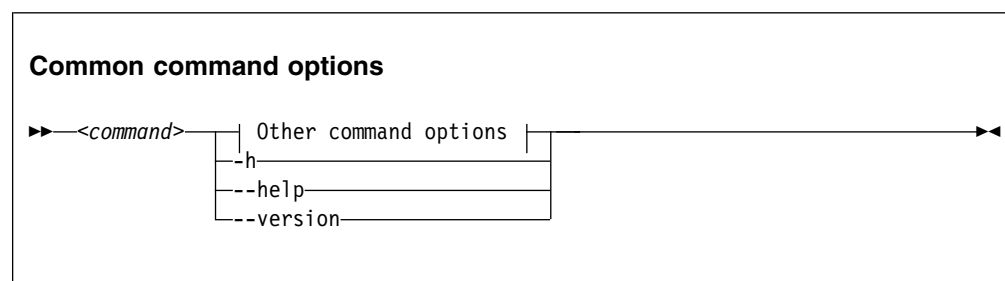 Common command options
<command> Other command options
-h
--help
--version